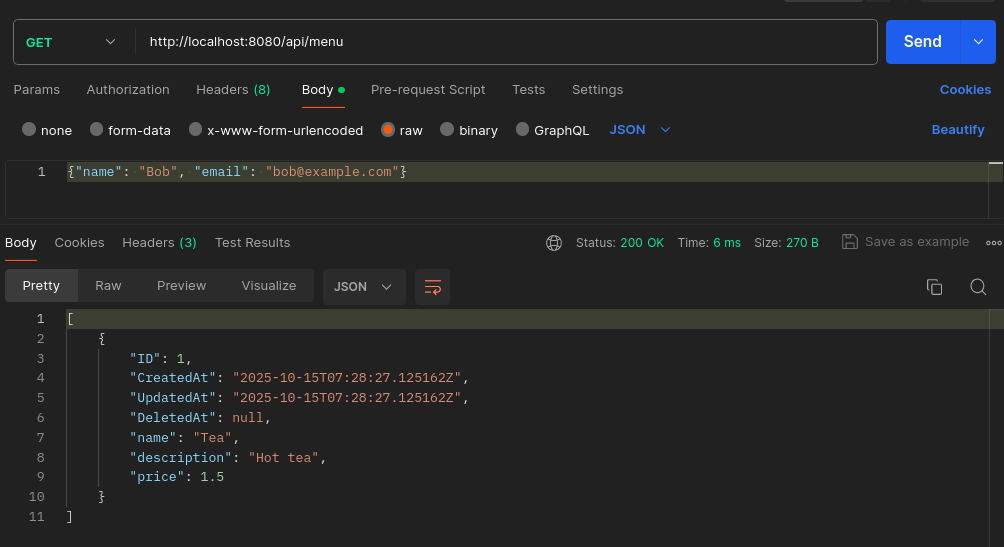 GET http://localhost:8080/api/menu Send
Params Authorization Headers (8) Body Pre-request Script Tests Settings Cookies
none form-data x-www-form-urlencoded raw binary GraphQL JSON Beautify
1 {"name": "Bob", "email": "bob@example.com"}
Body Cookies Headers (3) Test Results Status: 200 OK Time: 6 ms Size: 270 B Save as example
Pretty Raw Preview Visualize JSON
1 [
2 {
3 "ID": 1,
4 "CreatedAt": "2025-10-15T07:28:27.125162Z",
5 "UpdatedAt": "2025-10-15T07:28:27.125162Z",
6 "DeletedAt": null,
7 "name": "Tea",
8 "description": "Hot tea",
9 "price": 1.5
10 }
11 ]